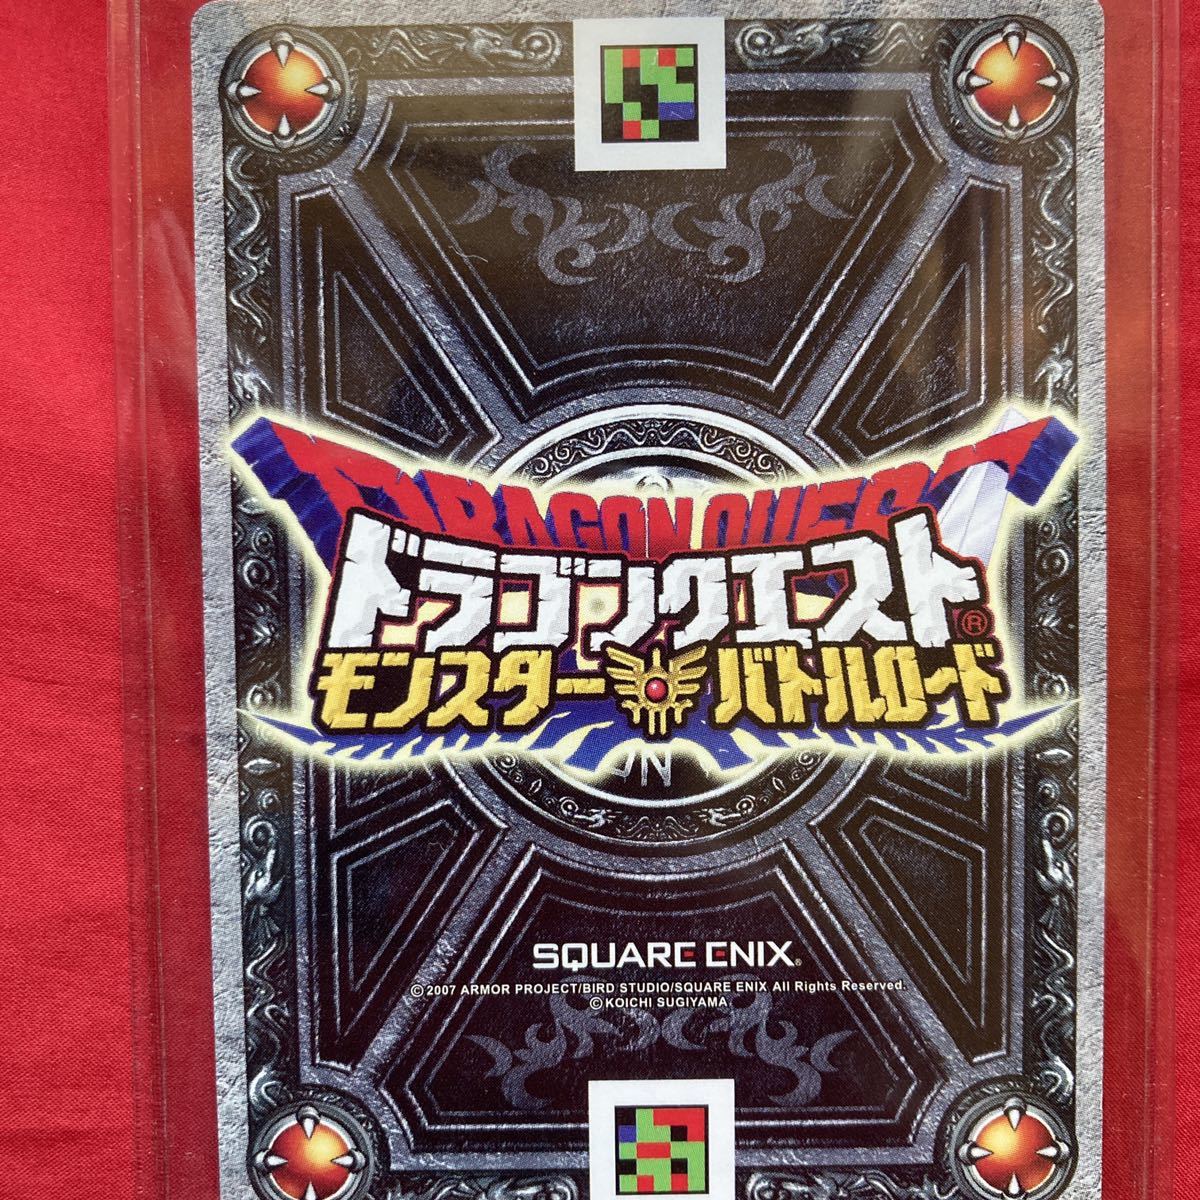 DRAGON QUEST
ドラゴンクエスト®
モンスターバトルロード
SQUARE ENIX®
©2007 ARMOR PROJECT/BIRD STUDIO/SQUARE ENIX All Rights Reserved.
©KOICHI SUGIYAMA